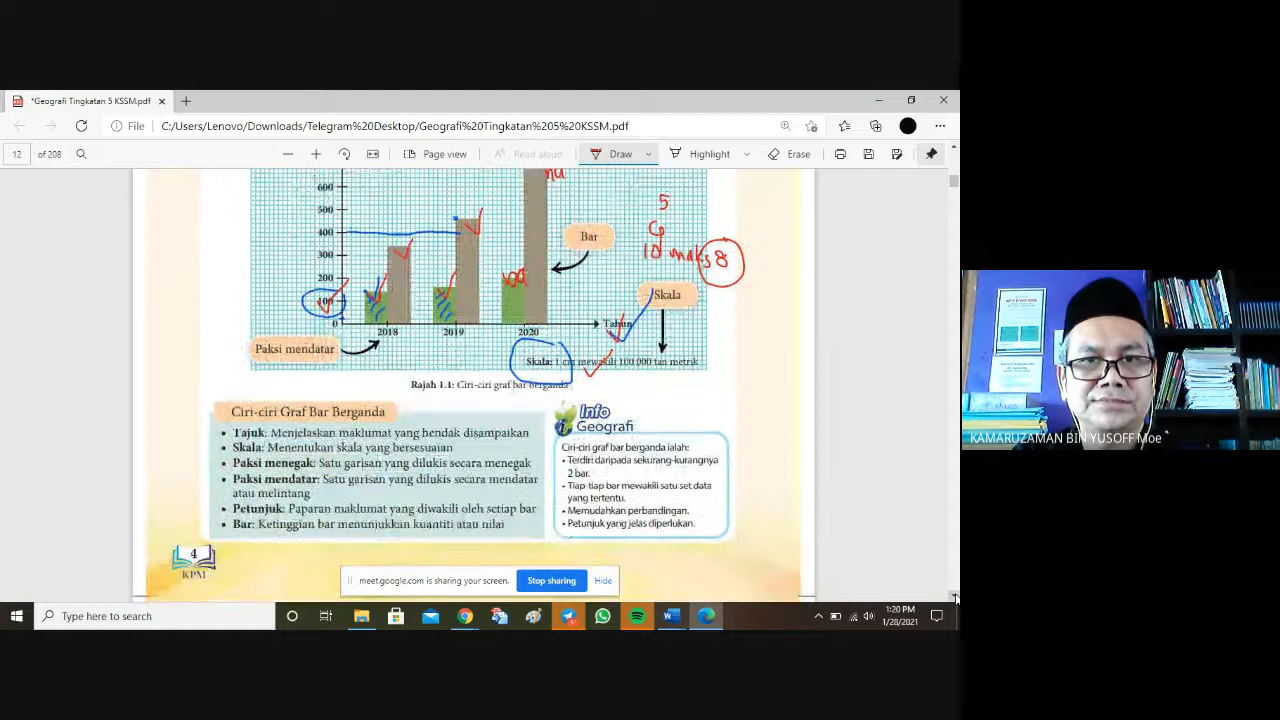 *Geografi Tingkatan 5 KSSM.pdf
File C:/Users/Lenovo/Downloads/Telegram%20Desktop/Geografi%20Tingkatan%205%20KSSM.pdf
12 of 208 Page view Read aloud Draw Highlight Erase
600
500
400
300
200
100
0
5
6
10 maks 8
Bar
Skala
Tahun
2018 2019 2020
Paksi mendatar
Skala: 1 cm mewakili 100 000 tan metrik
Rajah 1.1: Ciri-ciri graf bar berganda
Ciri-ciri Graf Bar Berganda
• Tajuk: Menjelaskan maklumat yang hendak disampaikan
• Skala: Menentukan skala yang bersesuaian
• Paksi menegak: Satu garisan yang dilukis secara menegak
• Paksi mendatar: Satu garisan yang dilukis secara mendatar
atau melintang
• Petunjuk: Paparan maklumat yang diwakili oleh setiap bar
• Bar: Ketinggian bar menunjukkan kuantiti atau nilai
Info
Geografi
Ciri-ciri graf bar berganda ialah:
• Terdiri daripada sekurang-kurangnya
2 bar.
• Tiap-tiap bar mewakili satu set data
yang tertentu.
• Memudahkan perbandingan.
• Petunjuk yang jelas diperlukan.
4
KPM
meet.google.com is sharing your screen. Stop sharing Hide
Type here to search
1:20 PM
1/28/2021
KAMARUZAMAN BIN YUSOFF Moe